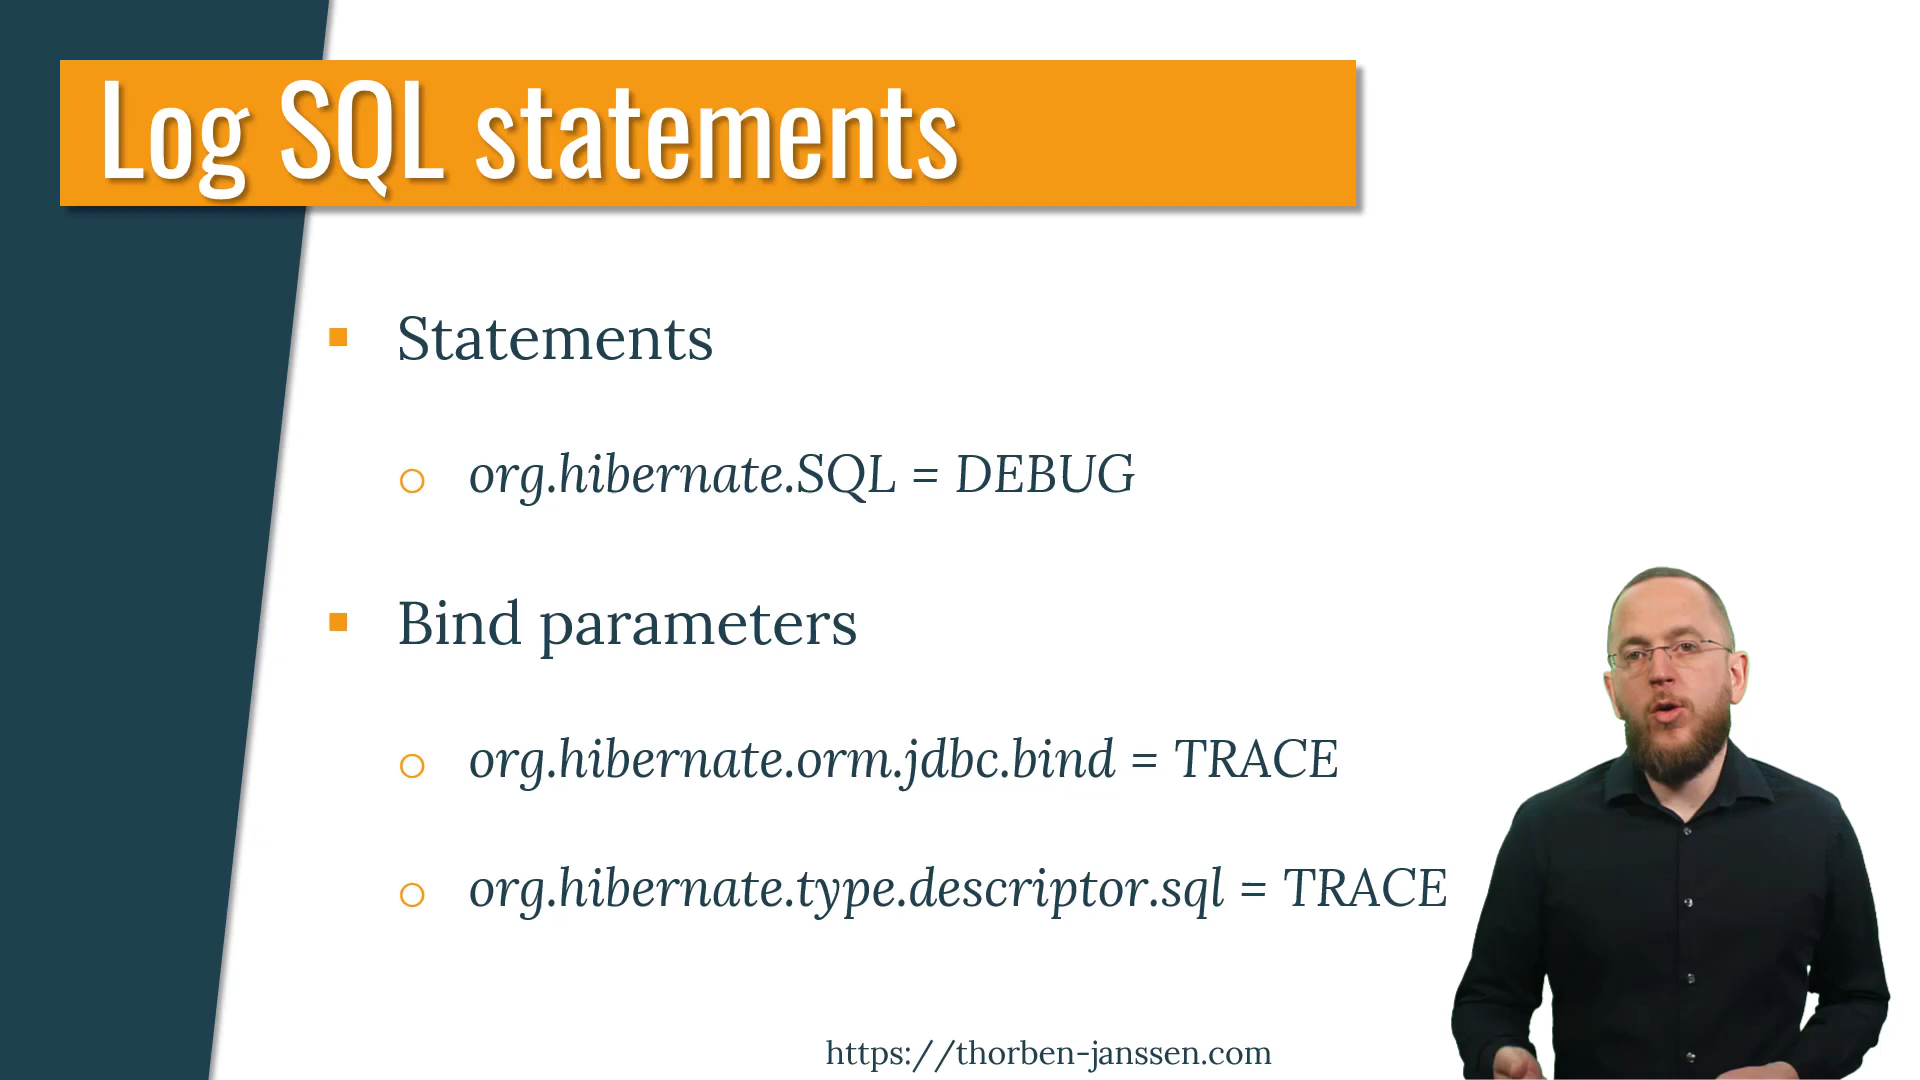 Log SQL statements
Statements
org.hibernate.SQL = DEBUG
Bind parameters
org.hibernate.orm.jdbc.bind = TRACE
org.hibernate.type.descriptor.sql = TRACE
https://thorben-janssen.com